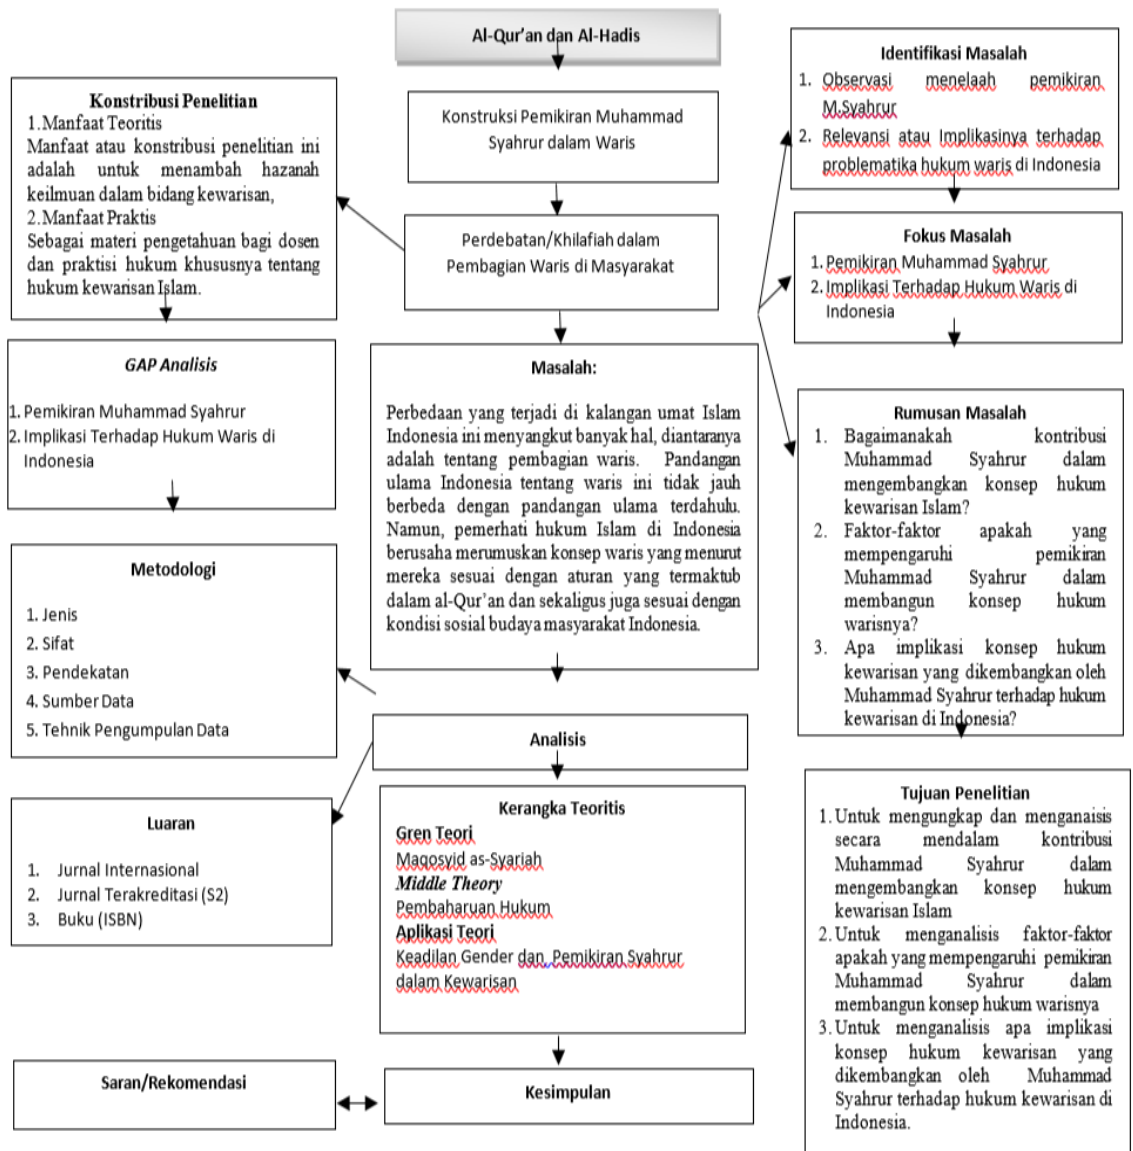 Al-Qur'an dan Al-Hadis
Konstruksi Pemikiran Muhammad
Syahrur dalam Waris
Perdebatan/Khilafiah dalam
Pembagian Waris di Masyarakat
Masalah:
Perbedaan yang terjadi di kalangan umat Islam
Indonesia ini menyangkut banyak hal, diantaranya
adalah tentang pembagian waris. Pandangan
ulama Indonesia tentang waris ini tidak jauh
berbeda dengan pandangan ulama terdahulu.
Namun, pemerhati hukum Islam di Indonesia
berusaha merumuskan konsep waris yang menurut
mereka sesuai dengan aturan yang termaktub
dalam al-Qur'an dan sekaligus juga sesuai dengan
kondisi sosial budaya masyarakat Indonesia.
Analisis
Kerangka Teoritis
Gren Teori
Maqosyid as-Syariah
Middle Theory
Pembaharuan Hukum
Aplikasi Teori
Keadilan Gender dan Pemikiran Syahrur
dalam Kewarisan
Kesimpulan
Konstribusi Penelitian
1. Manfaat Teoritis
Manfaat atau konstribusi penelitian ini
adalah untuk menambah hazanah
keilmuan dalam bidang kewarisan,
2. Manfaat Praktis
Sebagai materi pengetahuan bagi dosen
dan praktisi hukum khususnya tentang
hukum kewarisan Islam.
GAP Analisis
1. Pemikiran Muhammad Syahrur
2. Implikasi Terhadap Hukum Waris di
Indonesia
Metodologi
1. Jenis
2. Sifat
3. Pendekatan
4. Sumber Data
5. Tehnik Pengumpulan Data
Luaran
1. Jurnal Internasional
2. Jurnal Terakreditasi (S2)
3. Buku (ISBN)
Saran/Rekomendasi
Identifikasi Masalah
1. Observasi menelaah pemikiran
M.Syahrur
2. Relevansi atau Implikasinya terhadap
problematika hukum waris di Indonesia
Fokus Masalah
1. Pemikiran Muhammad Syahrur
2. Implikasi Terhadap Hukum Waris di
Indonesia
Rumusan Masalah
1. Bagaimanakah kontribusi
Muhammad Syahrur dalam
mengembangkan konsep hukum
kewarisan Islam?
2. Faktor-faktor apakah yang
mempengaruhi pemikiran
Muhammad Syahrur dalam
membangun konsep hukum
warisnya?
3. Apa implikasi konsep hukum
kewarisan yang dikembangkan oleh
Muhammad Syahrur terhadap hukum
kewarisan di Indonesia?
Tujuan Penelitian
1. Untuk mengungkap dan menganaisis
secara mendalam kontribusi
Muhammad Syahrur dalam
mengembangkan konsep hukum
kewarisan Islam
2. Untuk menganalisis faktor-faktor
apakah yang mempengaruhi pemikiran
Muhammad Syahrur dalam
membangun konsep hukum warisnya
3. Untuk menganalisis apa implikasi
konsep hukum kewarisan yang
dikembangkan oleh Muhammad
Syahrur terhadap hukum kewarisan di
Indonesia.